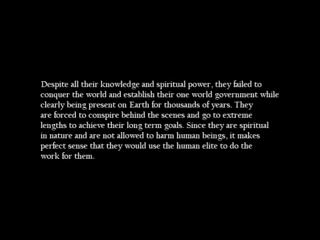 Despite all their knowledge and spiritual power, they failed to
conquer the world and establish their one world government while
clearly being present on Earth for thousands of years. They
are forced to conspire behind the scenes and go to extreme
lengths to achieve their long term goals. Since they are spiritual
in nature and are not allowed to harm human beings, it makes
perfect sense that they would use the human elite to do the
work for them.